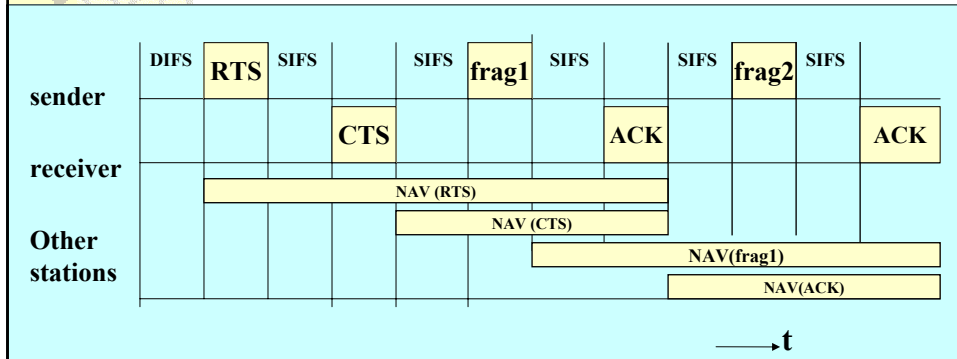 DIFS RTS SIFS SIFS frag1 SIFS SIFS frag2 SIFS
sender
CTS ACK ACK
receiver
NAV (RTS)
NAV (CTS)
Other
stations
NAV(frag1)
NAV(ACK)
t